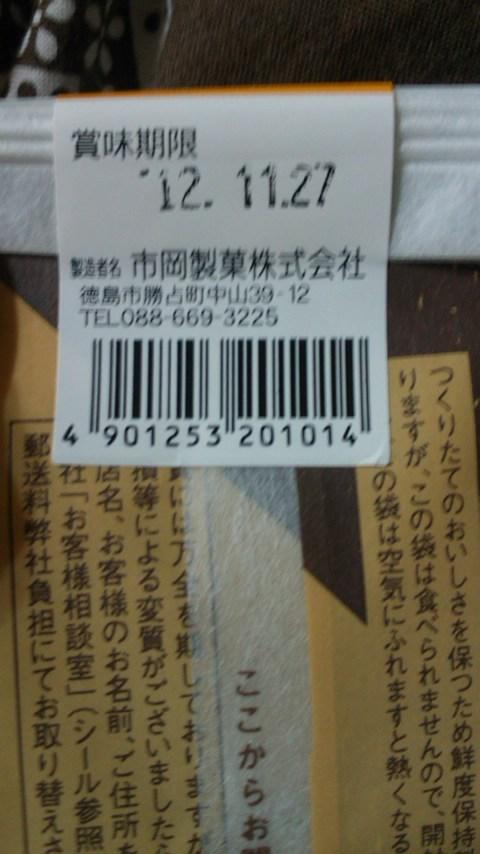 賞味期限
'12. 11.27
製造者名 市岡製菓株式会社
徳島市勝占町中山39-12
TEL088-669-3225
4 901253 201014
つくりたてのおいしさを保つため鮮度保持
りますが、この袋は食べられませんので、開
の袋は空気にふれますと熱くなる
ここからお
には万全を期しておりますが
損等による変質がございましたら
店名、お客様のお名前、ご住所を
社「お客様相談室」(シール参照
郵送料弊社負担にてお取り替えさ